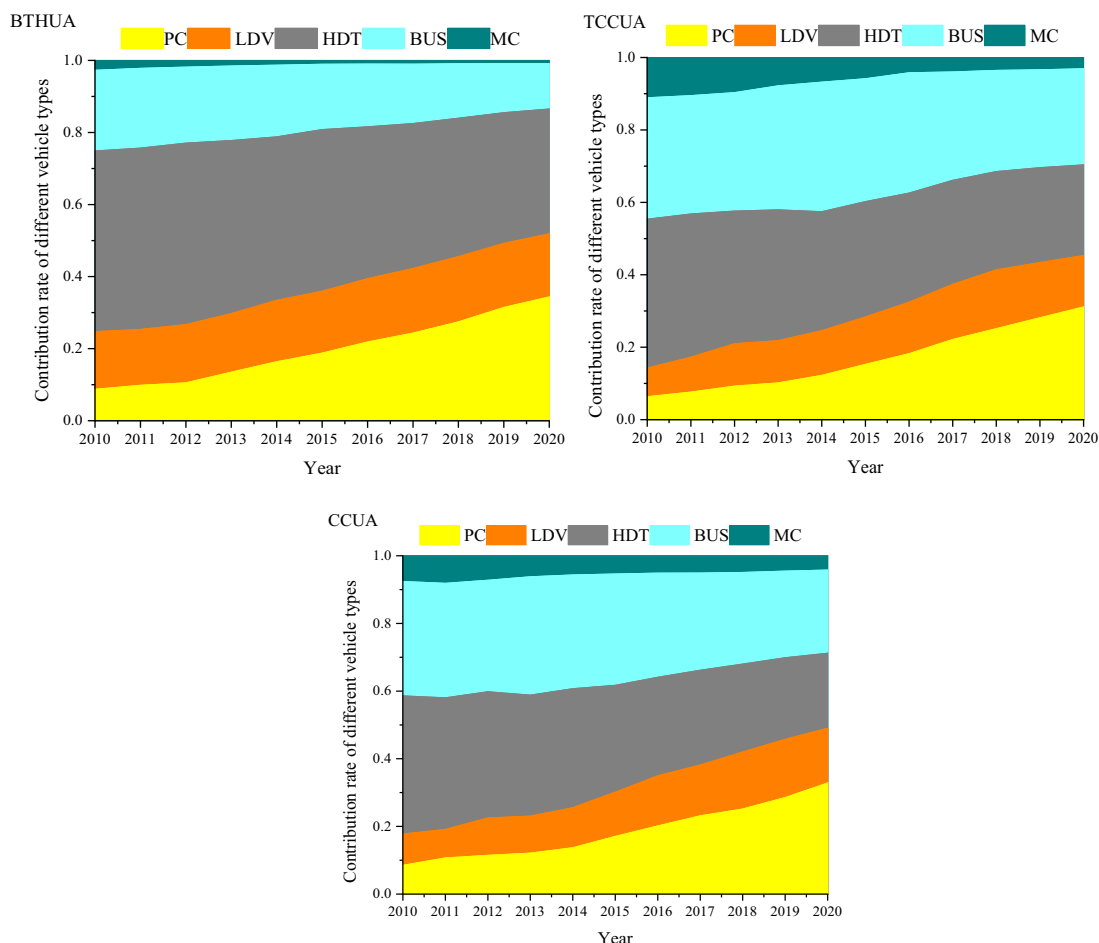 BTHUA
PC LDV HDT BUS MC
1.0
0.8
0.6
0.4
0.2
0.0
Contribution rate of different vehicle types
2010 2011 2012 2013 2014 2015 2016 2017 2018 2019 2020
Year
TCCUA
PC LDV HDT BUS MC
1.0
0.8
0.6
0.4
0.2
0.0
Contribution rate of different vehicle types
2010 2011 2012 2013 2014 2015 2016 2017 2018 2019 2020
Year
CCUA
PC LDV HDT BUS MC
1.0
0.8
0.6
0.4
0.2
0.0
Contribution rate of different vehicle types
2010 2011 2012 2013 2014 2015 2016 2017 2018 2019 2020
Year